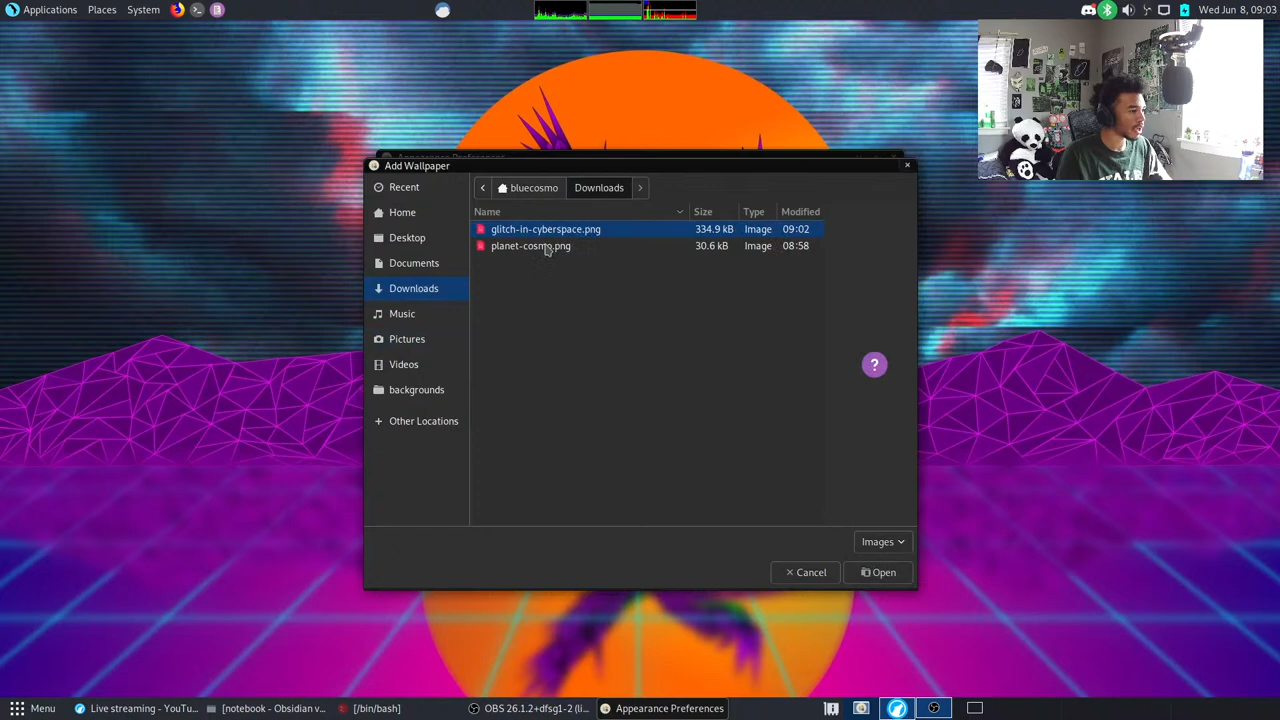 Applications Places System Wed Jun 8, 09:03
Add Wallpaper
Recent
Home
Desktop
Documents
Downloads
Music
Pictures
Videos
backgrounds
Other Locations
bluecosmo Downloads
Name Size Type Modified
glitch-in-cyberspace.png 334.9 kB Image 09:02
planet-cosmo.png 30.6 kB Image 08:58
?
Images
Cancel Open
Menu Live streaming - YouTu... [notebook - Obsidian v... [/bin/bash] OBS 26.1.2+dfsg1-2 (li... Appearance Preferences